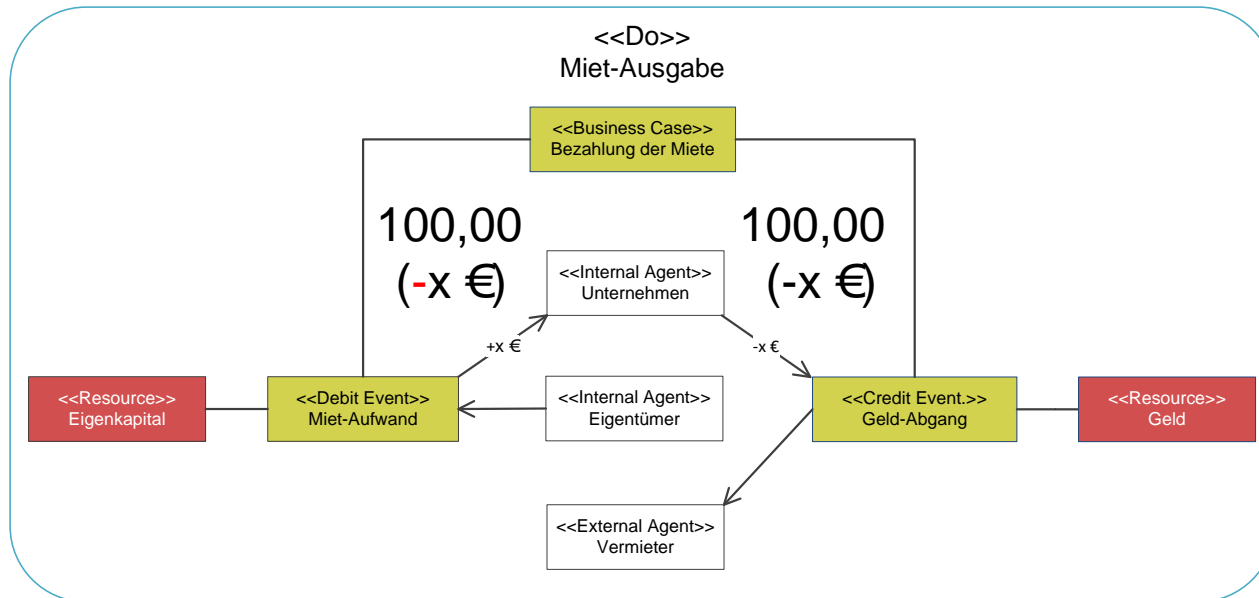 <<Do>>
Miet-Ausgabe
<<Business Case>>
Bezahlung der Miete
100,00
(-x €)
100,00
(-x €)
<<Internal Agent>>
Unternehmen
+x €
-x €
<<Resource>>
Eigenkapital
<<Debit Event>>
Miet-Aufwand
<<Internal Agent>>
Eigentümer
<<Credit Event.>>
Geld-Abgang
<<Resource>>
Geld
<<External Agent>>
Vermieter